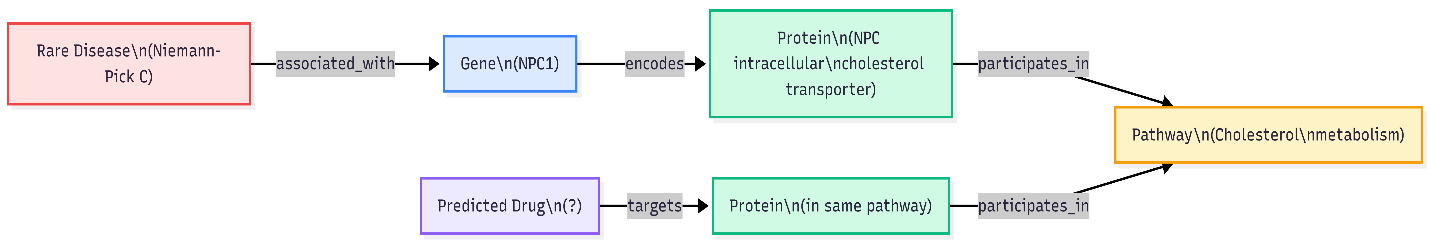 Rare Disease\n(Niemann-
Pick C)
associated_with
Gene\n(NPC1)
encodes
Protein\n(NPC
intracellular\ncholesterol
transporter)
participates_in
Pathway\n(Cholesterol\nmetabolism)
Predicted Drug\n(?)
targets
Protein\n(in same pathway)
participates_in